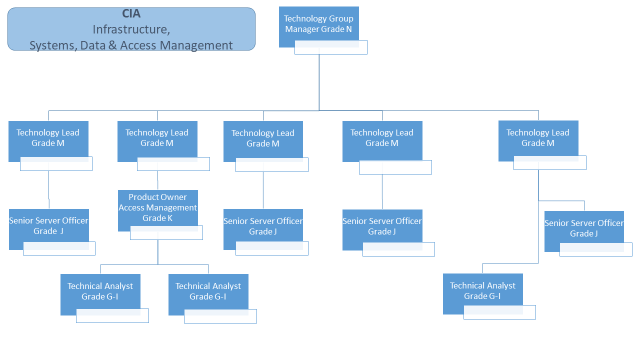 CIA
Infrastructure,
Systems, Data & Access Management
Technology Group
Manager Grade N
Technology Lead
Grade M
Technology Lead
Grade M
Technology Lead
Grade M
Technology Lead
Grade M
Technology Lead
Grade M
Product Owner
Access Management
Grade K
Senior Server Officer
Grade J
Senior Server Officer
Grade J
Senior Server Officer
Grade J
Senior Server Officer
Grade J
Technical Analyst
Grade G-I
Technical Analyst
Grade G-I
Technical Analyst
Grade G-I